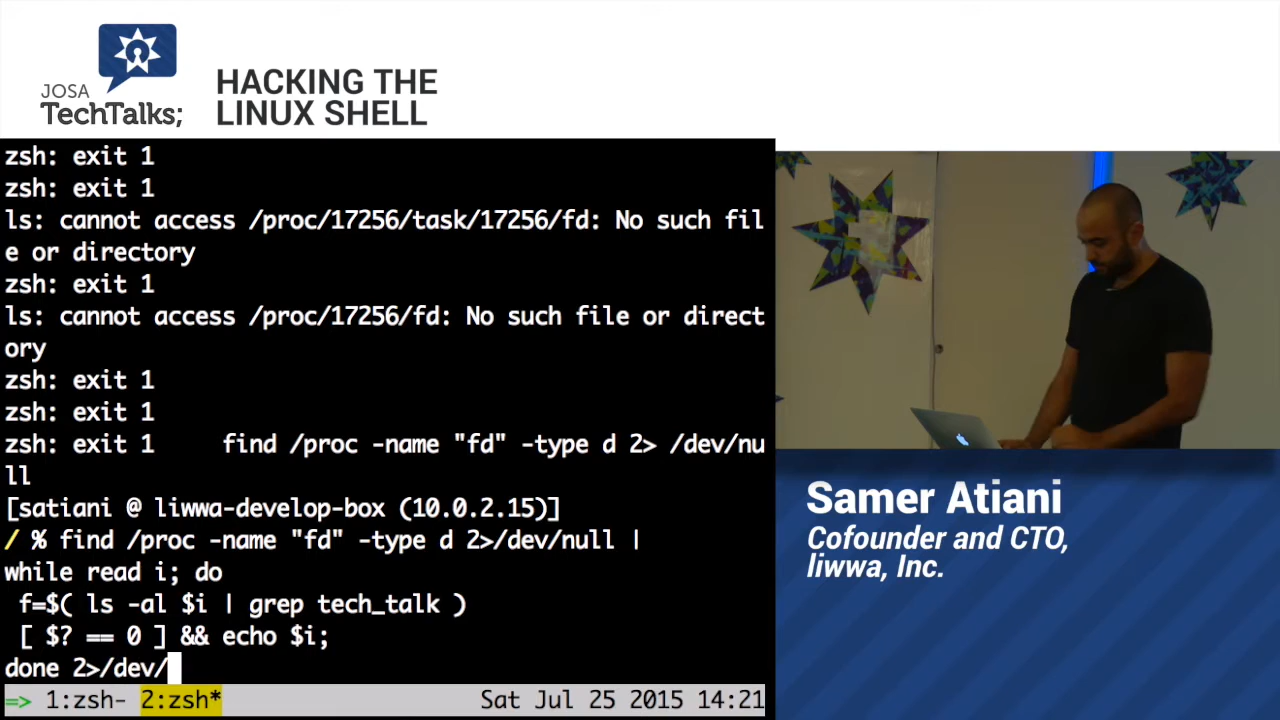 JOSA
TechTalks;
HACKING THE
LINUX SHELL
zsh: exit 1
zsh: exit 1
ls: cannot access /proc/17256/task/17256/fd: No such fil
e or directory
zsh: exit 1
ls: cannot access /proc/17256/fd: No such file or direct
ory
zsh: exit 1
zsh: exit 1
zsh: exit 1     find /proc -name "fd" -type d 2> /dev/nu
ll
[satiani @ liwwa-develop-box (10.0.2.15)]
/ % find /proc -name "fd" -type d 2>/dev/null |
while read i; do
 f=$( ls -al $i | grep tech_talk )
 [ $? == 0 ] && echo $i;
done 2>/dev/
=> 1:zsh- 2:zsh* Sat Jul 25 2015 14:21
Samer Atiani
Cofounder and CTO,
liwwa, Inc.